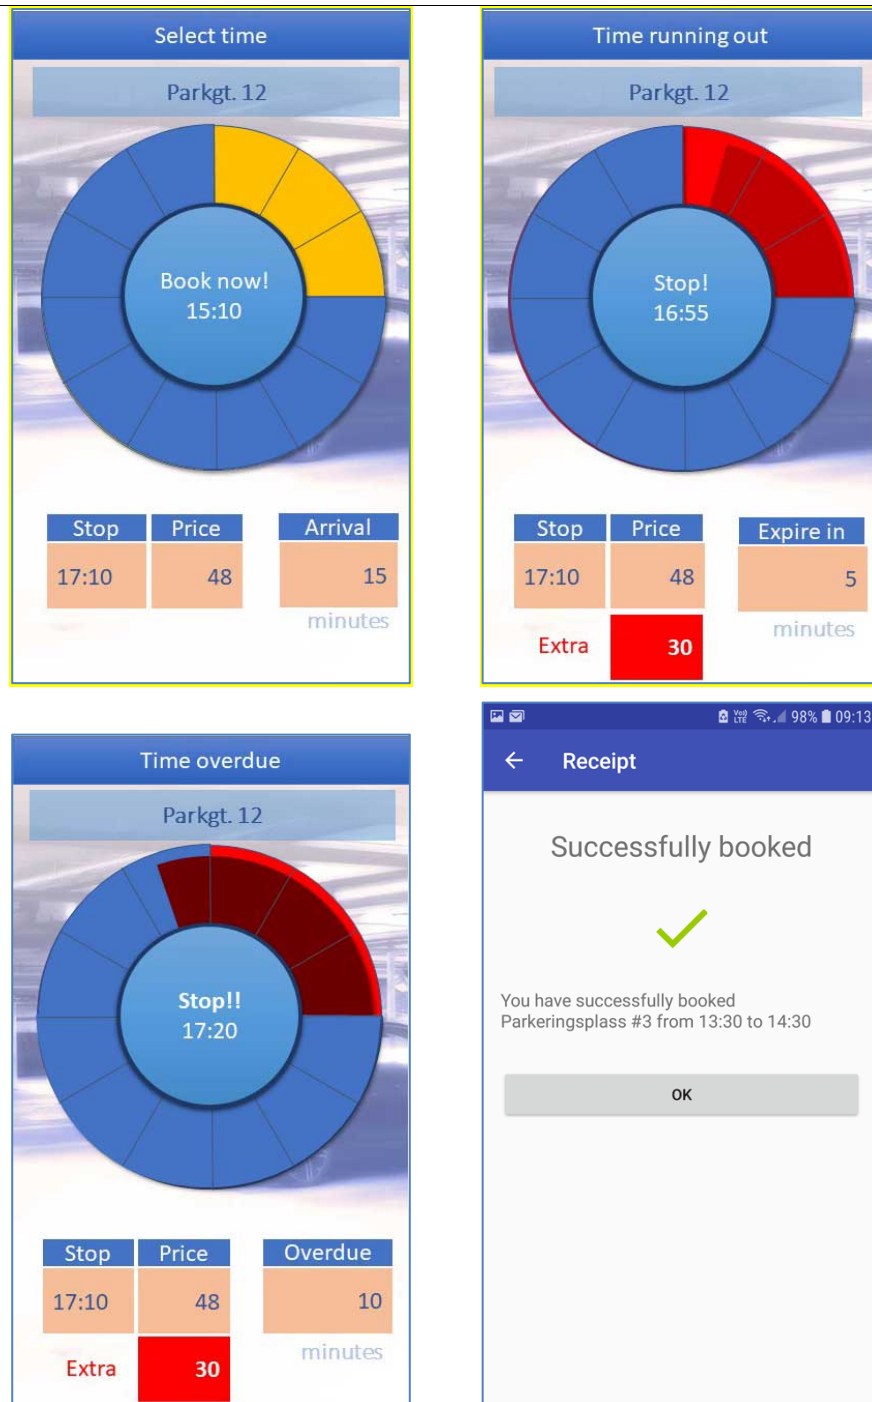 Select time
Parkgt. 12
Book now!
15:10
Stop Price Arrival
17:10 48 15
minutes
Time running out
Parkgt. 12
Stop!
16:55
Stop Price Expire in
17:10 48 5
minutes
Extra 30
Time overdue
Parkgt. 12
Stop!!
17:20
Stop Price Overdue
17:10 48 10
minutes
Extra 30
Vo)) LTE 98% 09:13
Receipt
Successfully booked
You have successfully booked
Parkeringsplass #3 from 13:30 to 14:30
OK